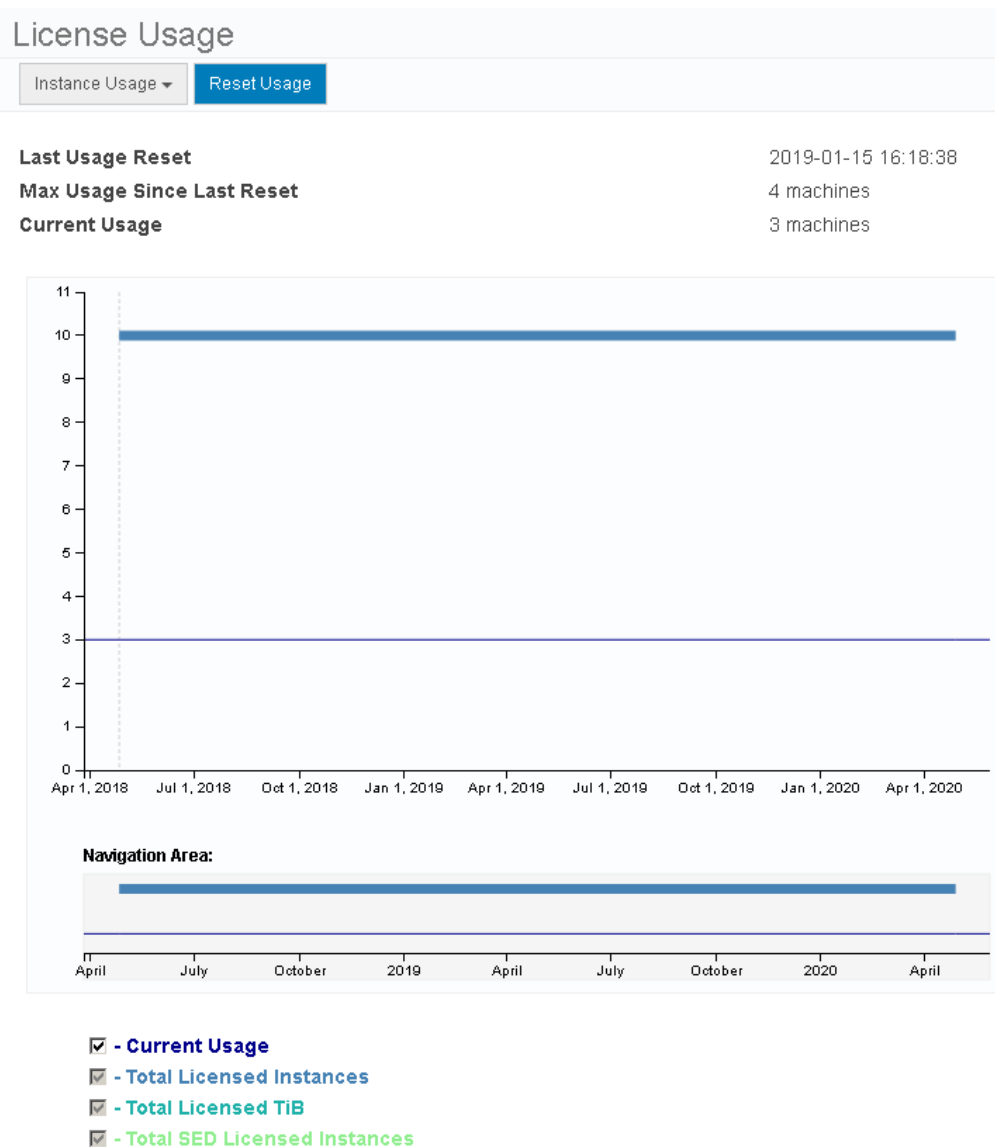 License Usage
Instance Usage Reset Usage
Last Usage Reset 2019-01-15 16:18:38
Max Usage Since Last Reset 4 machines
Current Usage 3 machines
11
10
9
8
7
6
5
4
3
2
1
0
Apr 1, 2018 Jul 1, 2018 Oct 1, 2018 Jan 1, 2019 Apr 1, 2019 Jul 1, 2019 Oct 1, 2019 Jan 1, 2020 Apr 1, 2020
Navigation Area:
April July October 2019 April July October 2020 April
- Current Usage
- Total Licensed Instances
- Total Licensed TiB
- Total SED Licensed Instances